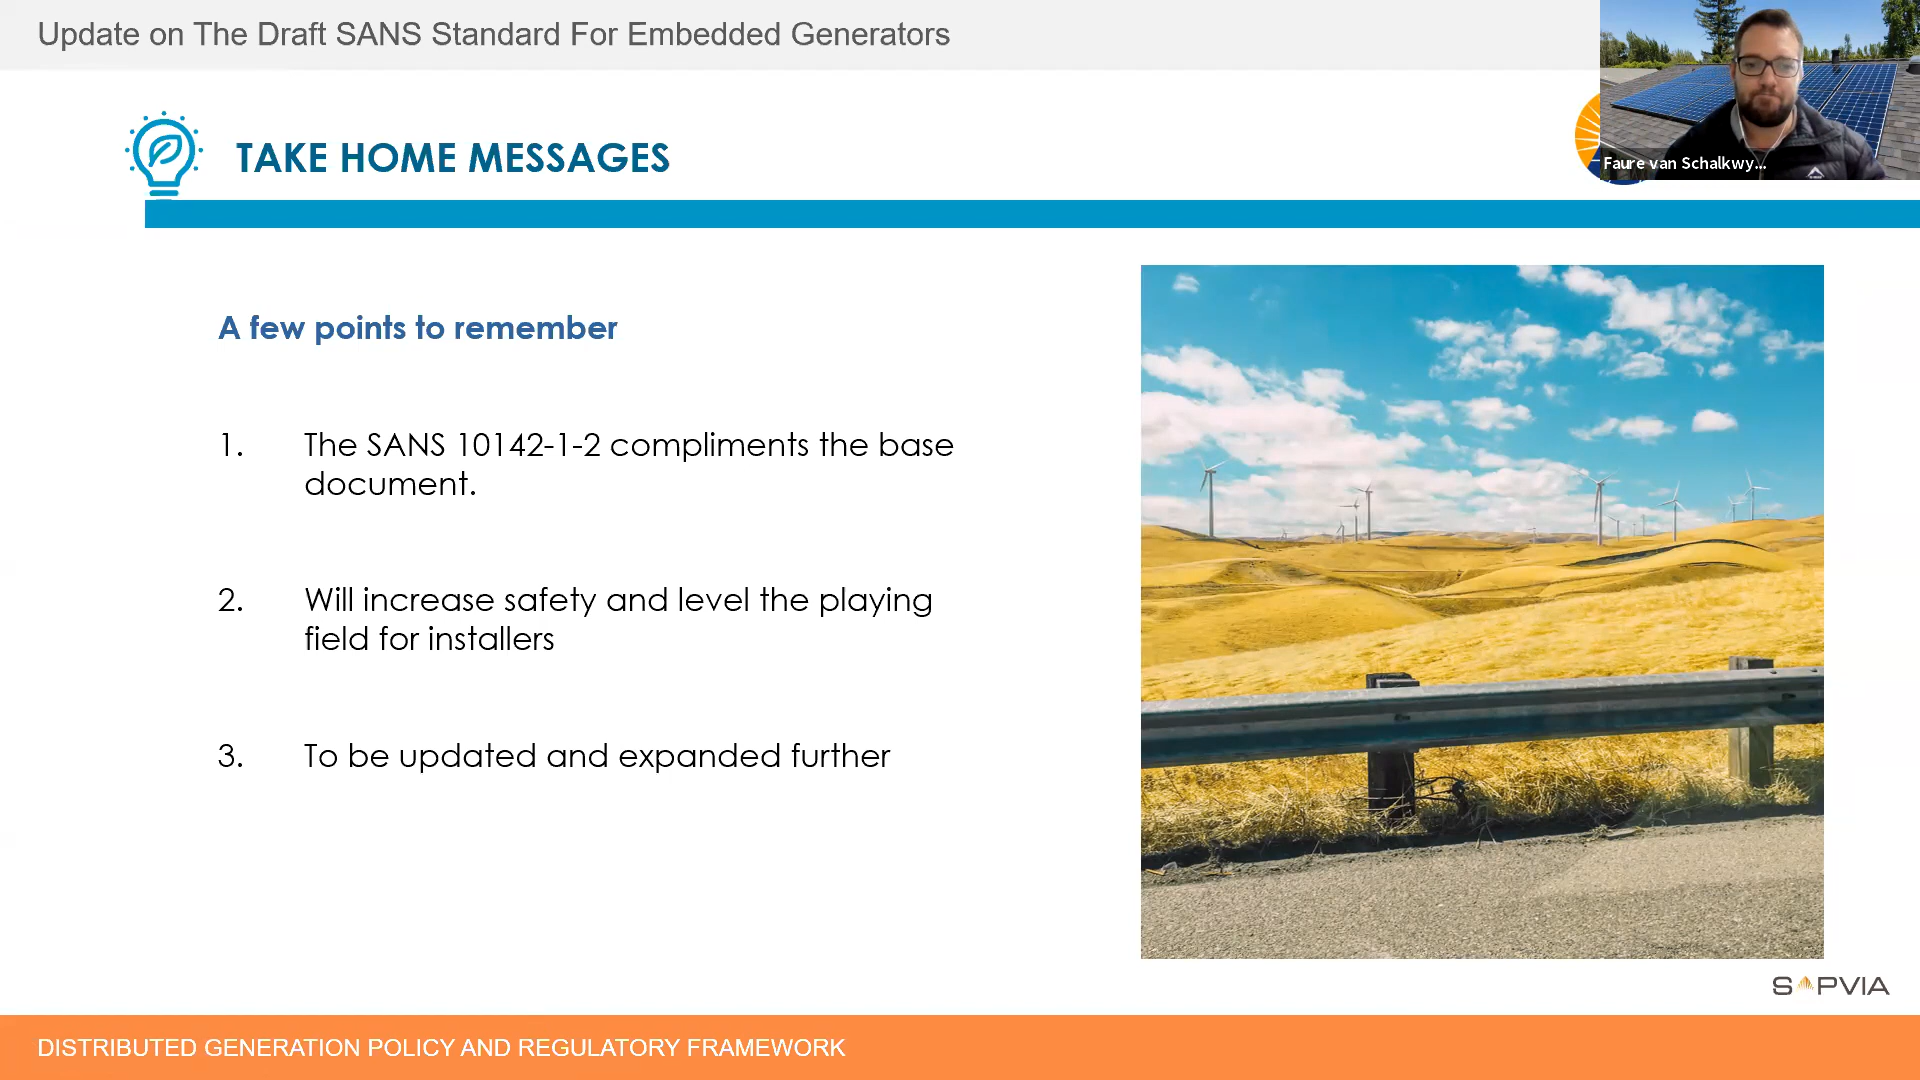 Update on The Draft SANS Standard For Embedded Generators
TAKE HOME MESSAGES
Faure van Schalkwy...
A few points to remember
1. The SANS 10142-1-2 compliments the base
document.
2. Will increase safety and level the playing
field for installers
3. To be updated and expanded further
SAPVIA
DISTRIBUTED GENERATION POLICY AND REGULATORY FRAMEWORK